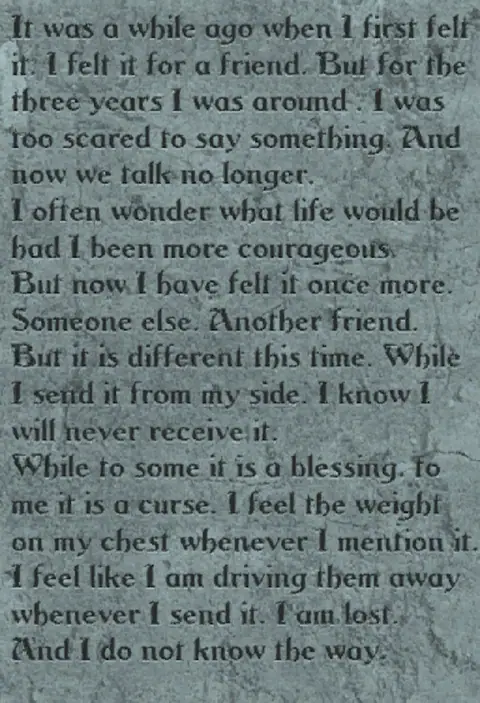 It was a while ago when I first felt
it. I felt it for a friend. But for the
three years I was around . I was
too scared to say something. And
now we talk no longer.
I often wonder what life would be
had I been more courageous.
But now I have felt it once more.
Someone else. Another friend.
But it is different this time. While
I send it from my side. I know I
will never receive it.
While to some it is a blessing. to
me it is a curse. I feel the weight
on my chest whenever I mention it.
I feel like I am driving them away
whenever I send it. I am lost.
And I do not know the way.